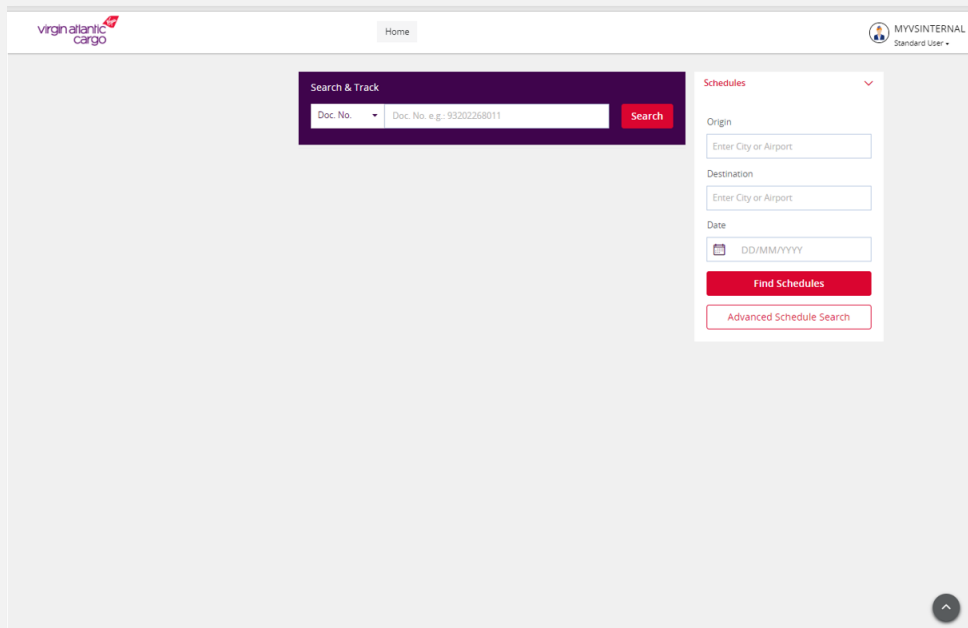 virgin atlantic
cargo
Home
MYVSINTERNAL
Standard User
Search & Track
Doc. No.
Doc. No. e.g.: 93202268011
Search
Schedules
Origin
Enter City or Airport
Destination
Enter City or Airport
Date
DD/MM/YYYY
Find Schedules
Advanced Schedule Search